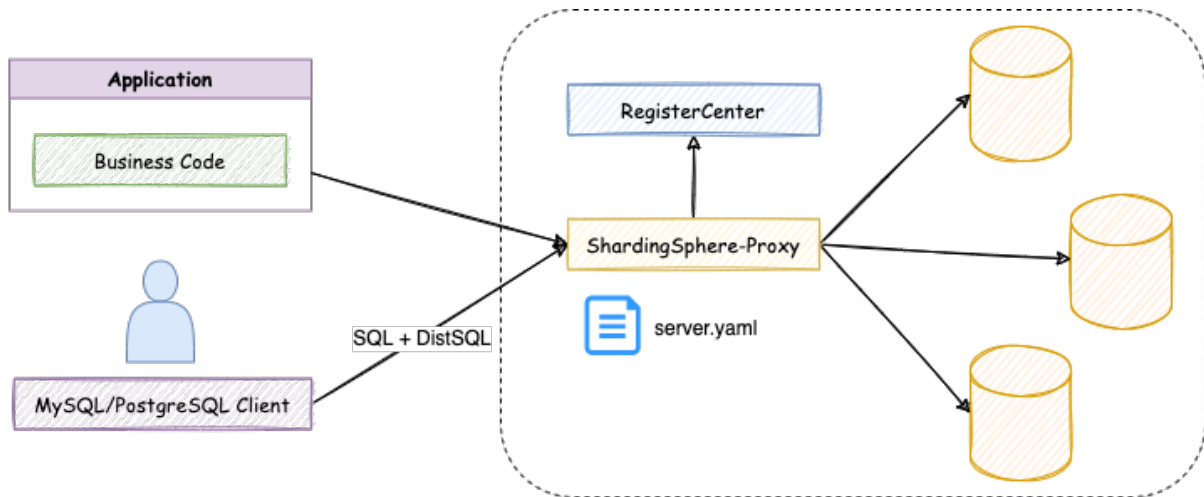 Application
Business Code
RegisterCenter
ShardingSphere-Proxy
server.yaml
SQL + DistSQL
MySQL/PostgreSQL Client